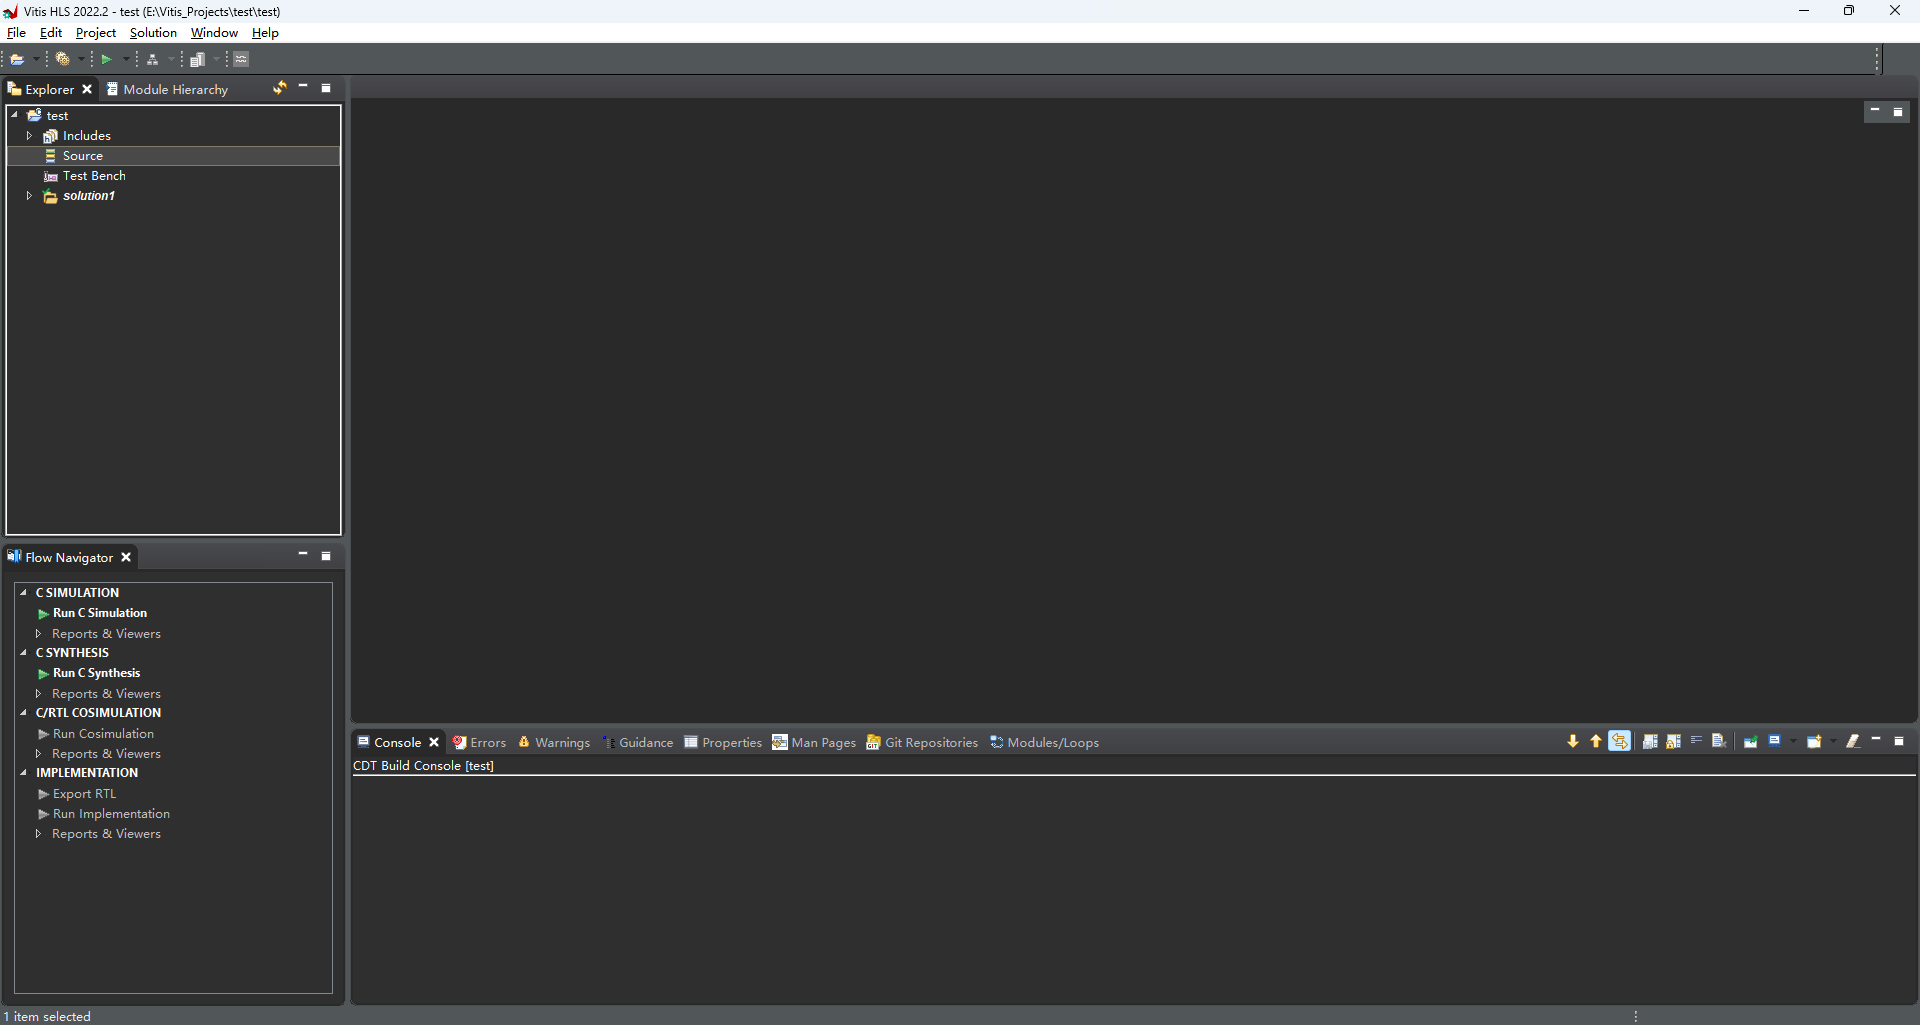 Vitis HLS 2022.2 - test (E:\Vitis_Projects\test\test)
File Edit Project Solution Window Help
Explorer Module Hierarchy
test
Includes
Source
Test Bench
solution1
Flow Navigator
C SIMULATION
Run C Simulation
Reports & Viewers
C SYNTHESIS
Run C Synthesis
Reports & Viewers
C/RTL COSIMULATION
Run Cosimulation
Reports & Viewers
IMPLEMENTATION
Export RTL
Run Implementation
Reports & Viewers
Console Errors Warnings Guidance Properties Man Pages Git Repositories Modules/Loops
CDT Build Console [test]
1 item selected